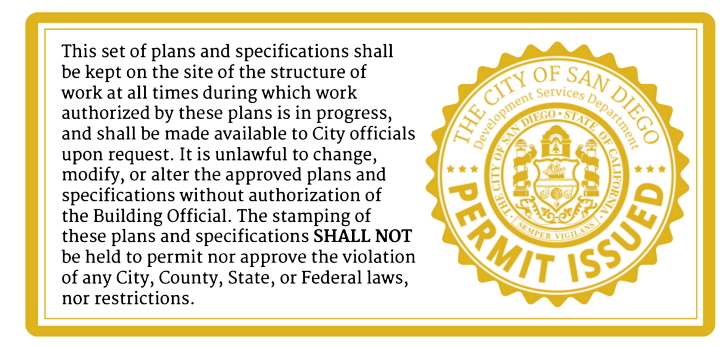 This set of plans and specifications shall
be kept on the site of the structure of
work at all times during which work
authorized by these plans is in progress,
and shall be made available to City officials
upon request. It is unlawful to change,
modify, or alter the approved plans and
specifications without authorization of
the Building Official. The stamping of
these plans and specifications SHALL NOT
be held to permit nor approve the violation
of any City, County, State, or Federal laws,
nor restrictions.
THE CITY OF SAN DIEGO
Development Services Department
THE CITY OF SAN DIEGO • STATE OF CALIFORNIA
SEMPER VIGILANS
PERMIT ISSUED